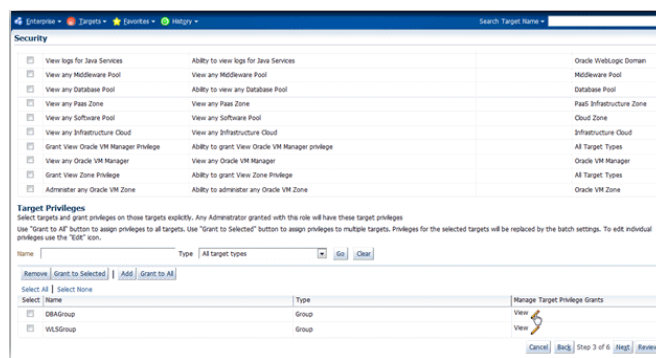 Enterprise Targets Favorites History Search Target Name
Security
View logs for Java Services Ability to view logs for Java Services Oracle WebLogic Domain
View any Middleware Pool View any Middleware Pool Middleware Pool
View any Database Pool Ability to view any Database Pool Database Pool
View any Paas Zone View any Paas Zone PaaS Infrastructure Zone
View any Software Pool View any Software Pool Cloud Zone
View any Infrastructure Cloud View any Infrastructure Cloud Infrastructure Cloud
Grant View Oracle VM Manager Privilege Ability to grant View Oracle VM Manager privilege All Target Types
View any Oracle VM Manager View any Oracle VM Manager Oracle VM Manager
Grant View Zone Privilege Ability to grant View Zone Privilege All Target Types
Administer any Oracle VM Zone Ability to administer any Oracle VM Zone Oracle VM Zone
Target Privileges
Select targets and grant privileges on those targets explicitly. Any Administrator granted with this role will have these target privileges
Use "Grant to All" button to assign privileges to all targets. Use "Grant to Selected" button to assign privileges to multiple targets. Privileges for the selected targets will be replaced by the batch settings. To edit individual
privileges use the "Edit" icon.
Name Type All target types Go Clear
Remove Grant to Selected | Add Grant to All
Select All | Select None
Select Name Type Manage Target Privilege Grants
DBAGroup Group View
WLSGroup Group View
Cancel Back Step 3 of 6 Next Review